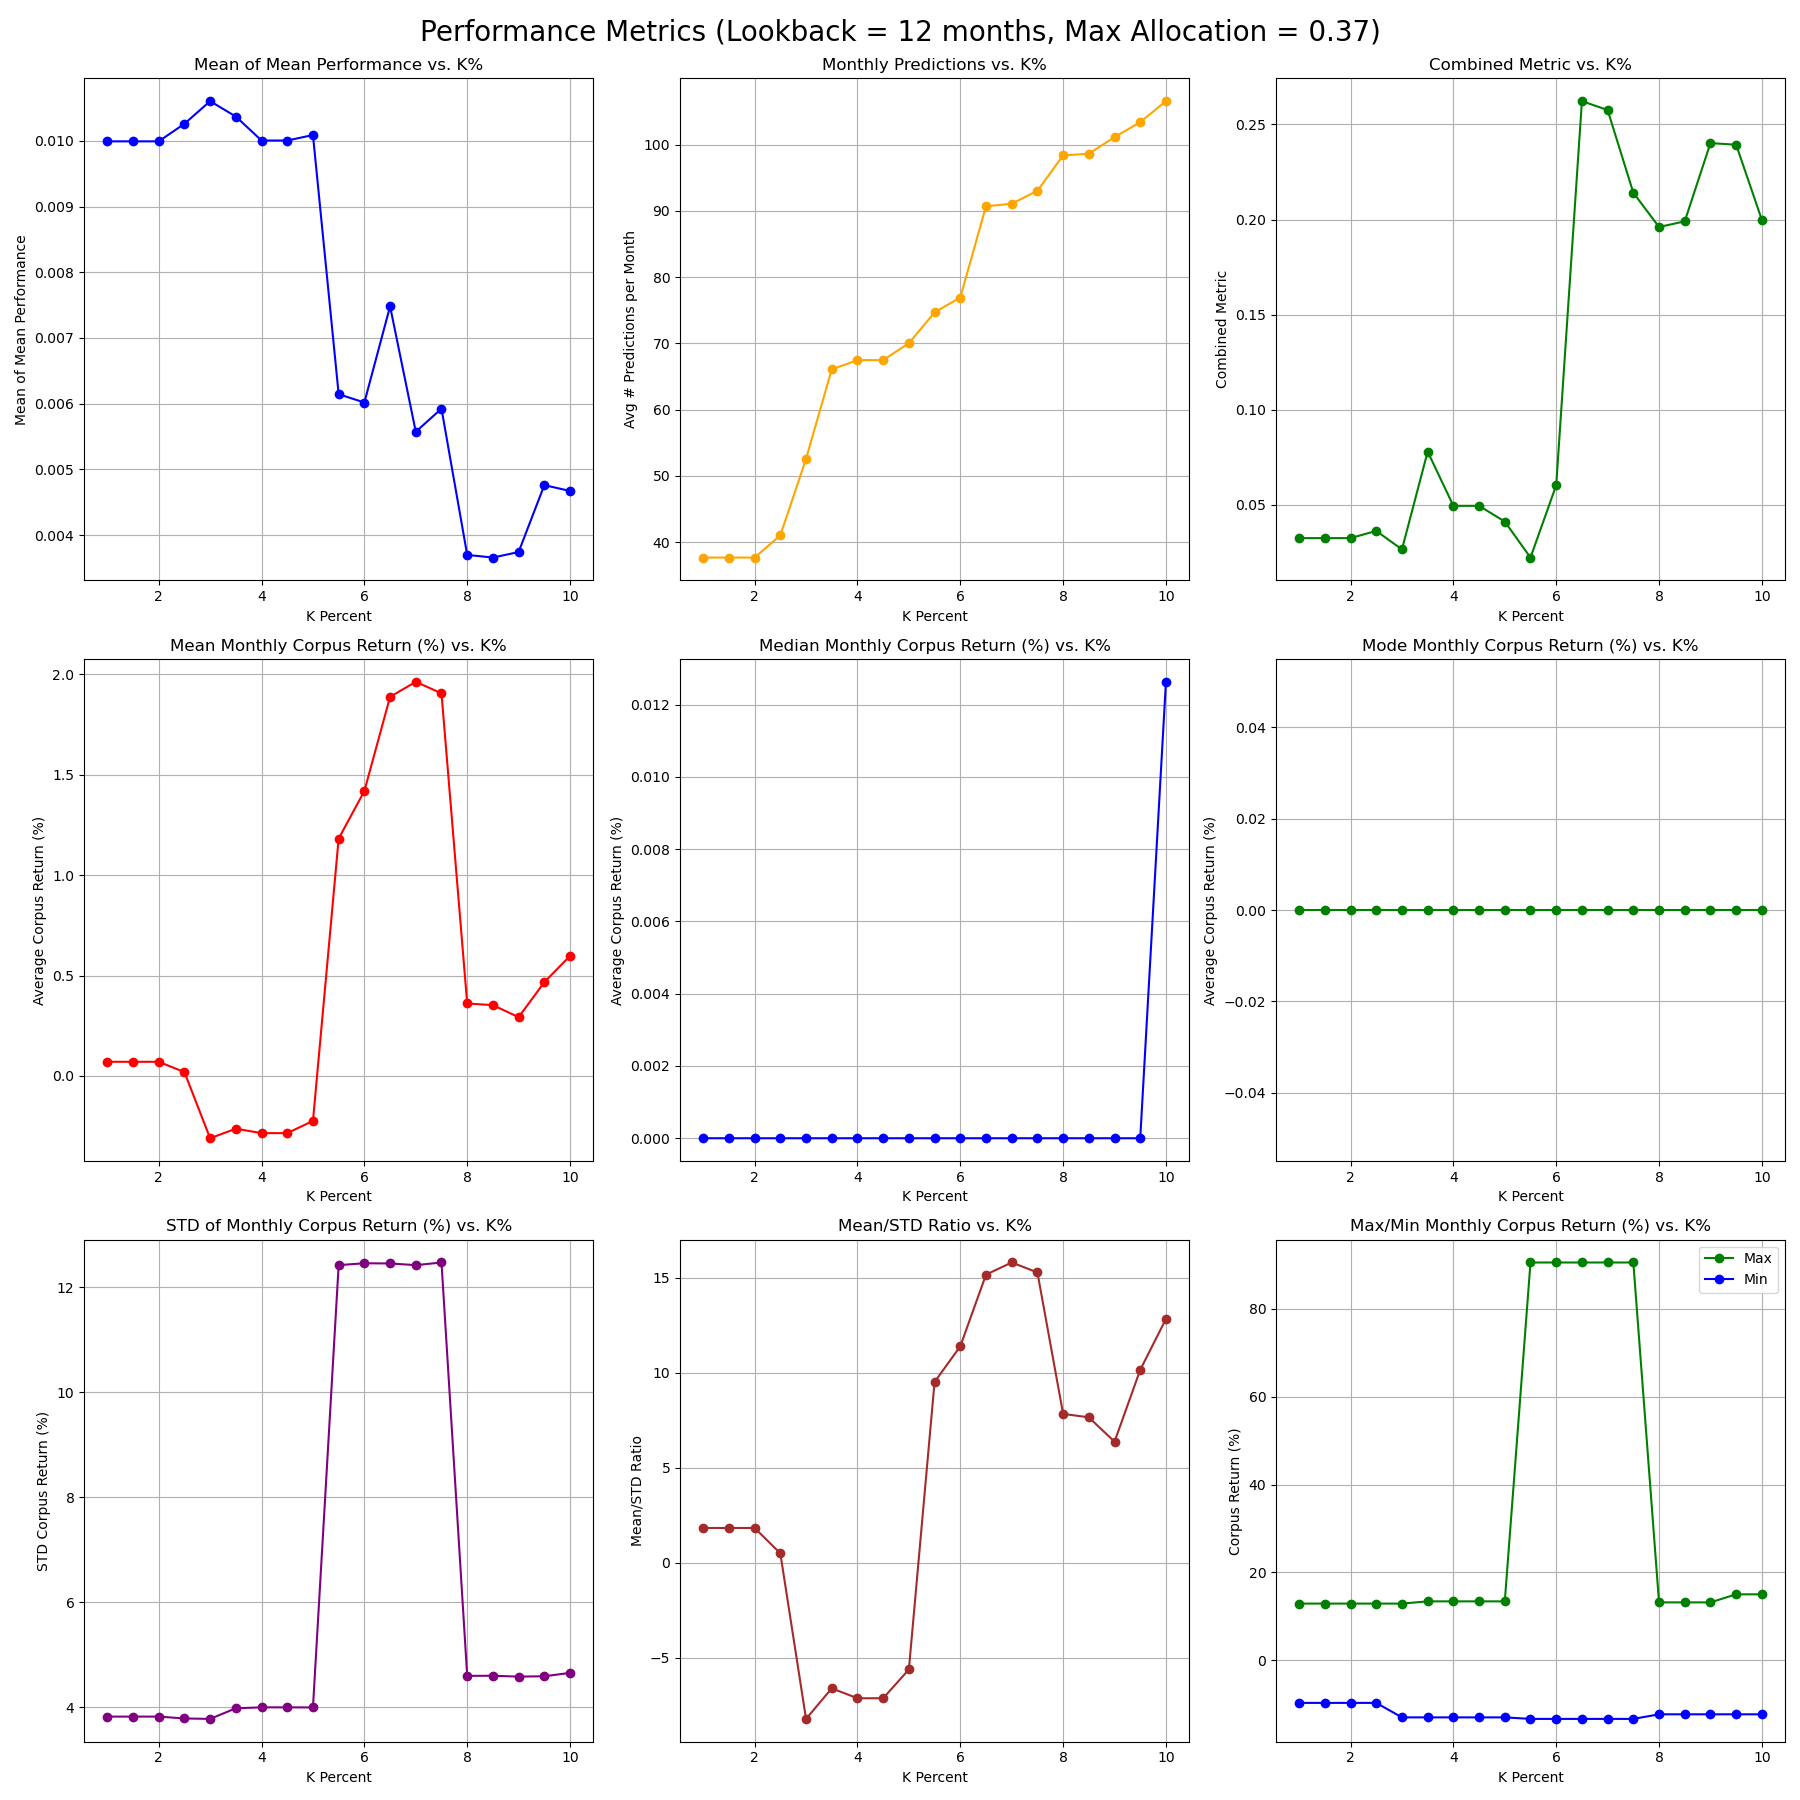 Performance Metrics (Lookback = 12 months, Max Allocation = 0.37)
Mean of Mean Performance vs. K%
Mean of Mean Performance
0.010
0.009
0.008
0.007
0.006
0.005
0.004
2 4 6 8 10
K Percent
Monthly Predictions vs. K%
Avg # Predictions per Month
100
90
80
70
60
50
40
2 4 6 8 10
K Percent
Combined Metric vs. K%
Combined Metric
0.25
0.20
0.15
0.10
0.05
2 4 6 8 10
K Percent
Mean Monthly Corpus Return (%) vs. K%
Average Corpus Return (%)
2.0
1.5
1.0
0.5
0.0
2 4 6 8 10
K Percent
Median Monthly Corpus Return (%) vs. K%
Average Corpus Return (%)
0.012
0.010
0.008
0.006
0.004
0.002
0.000
2 4 6 8 10
K Percent
Mode Monthly Corpus Return (%) vs. K%
Average Corpus Return (%)
0.04
0.02
0.00
−0.02
−0.04
2 4 6 8 10
K Percent
STD of Monthly Corpus Return (%) vs. K%
STD Corpus Return (%)
12
10
8
6
4
2 4 6 8 10
K Percent
Mean/STD Ratio vs. K%
Mean/STD Ratio
15
10
5
0
−5
2 4 6 8 10
K Percent
Max/Min Monthly Corpus Return (%) vs. K%
Corpus Return (%)
Max
Min
80
60
40
20
0
2 4 6 8 10
K Percent